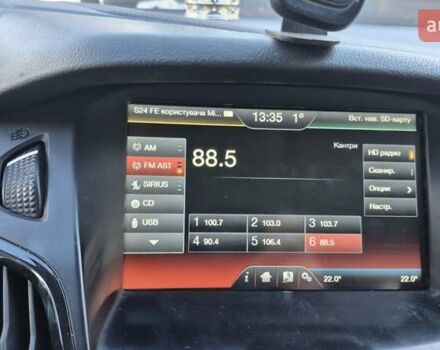 au
S24 FE користувача Mi...
13:35
1°
Вст. нав. SD-карту
AM
FM AST
SIRIUS
CD
USB
88.5
Кантри
HD радио
Сканир.
Опции
Настр.
1 100.7
2 103.0
3 103.7
4 90.4
5 106.4
6 88.5
i
22.0°
22.0°